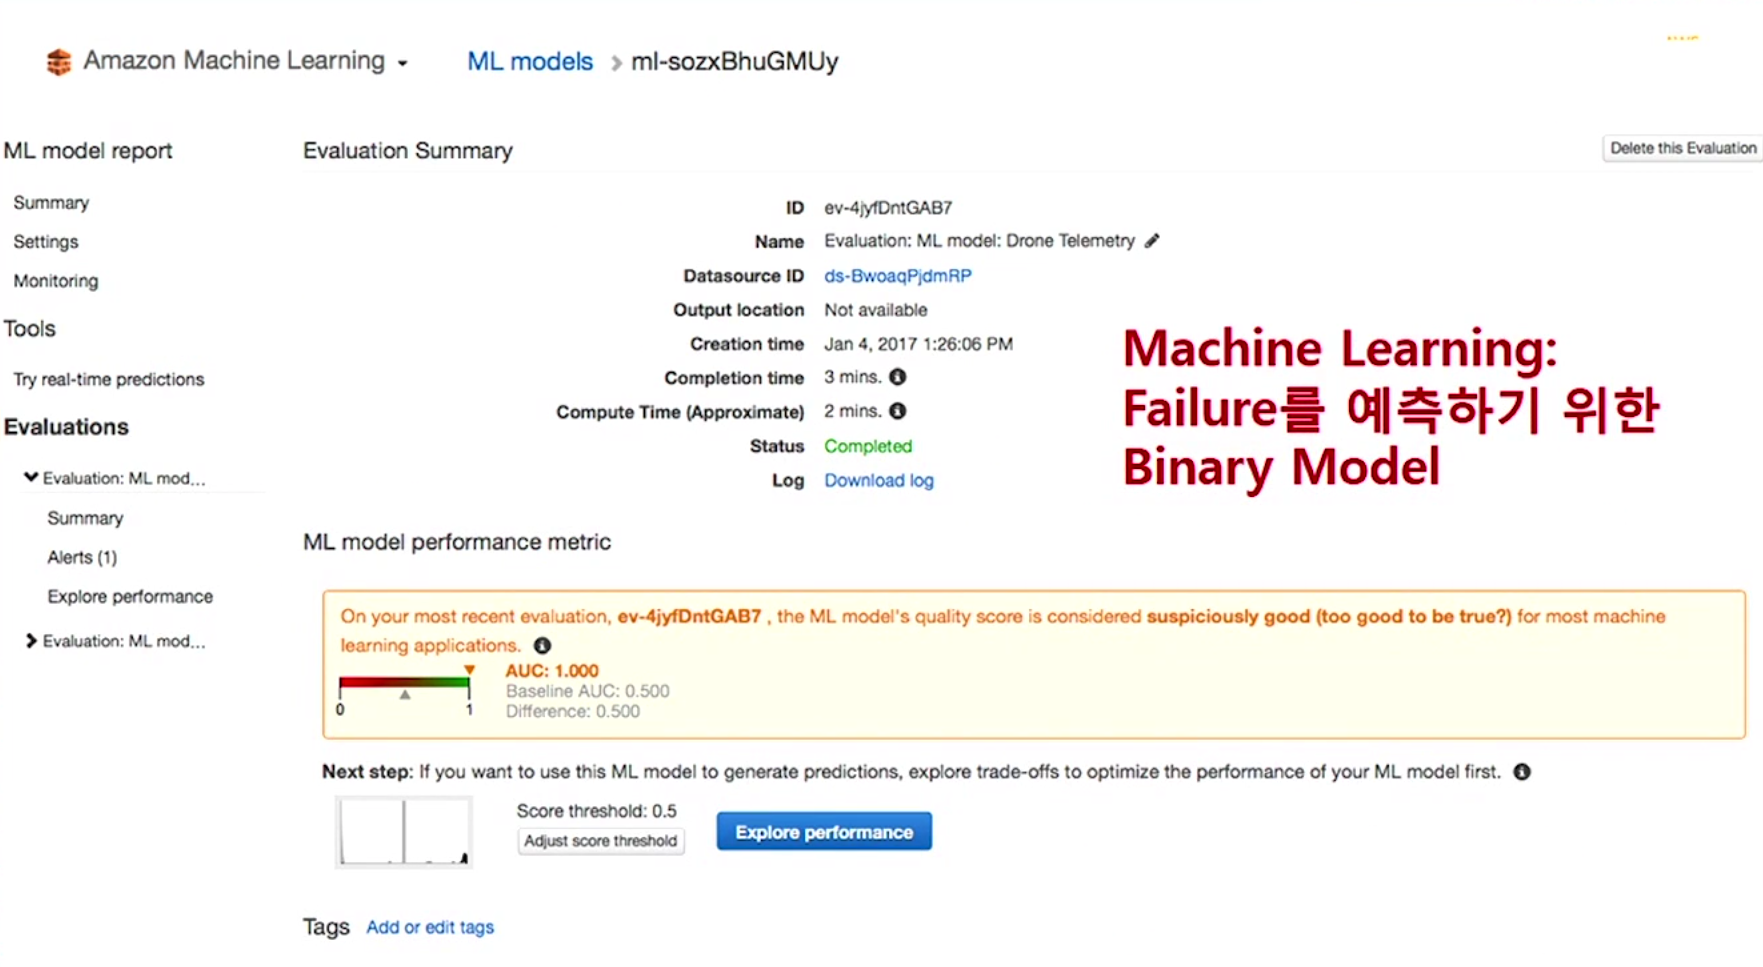 Amazon Machine Learning
ML models > ml-sozxBhuGMUy
ML model report
Summary
Settings
Monitoring
Tools
Try real-time predictions
Evaluations
Evaluation: ML mod...
Summary
Alerts (1)
Explore performance
Evaluation: ML mod...
Evaluation Summary
Delete this Evaluation
ID ev-4jyfDntGAB7
Name Evaluation: ML model: Drone Telemetry
Datasource ID ds-BwoaqPjdmRP
Output location Not available
Creation time Jan 4, 2017 1:26:06 PM
Completion time 3 mins.
Compute Time (Approximate) 2 mins.
Status Completed
Log Download log
Machine Learning:
Failure를 예측하기 위한
Binary Model
ML model performance metric
On your most recent evaluation, ev-4jyfDntGAB7 , the ML model's quality score is considered suspiciously good (too good to be true?) for most machine
learning applications.
0 1
AUC: 1.000
Baseline AUC: 0.500
Difference: 0.500
Next step: If you want to use this ML model to generate predictions, explore trade-offs to optimize the performance of your ML model first.
Score threshold: 0.5
Adjust score threshold
Explore performance
Tags Add or edit tags